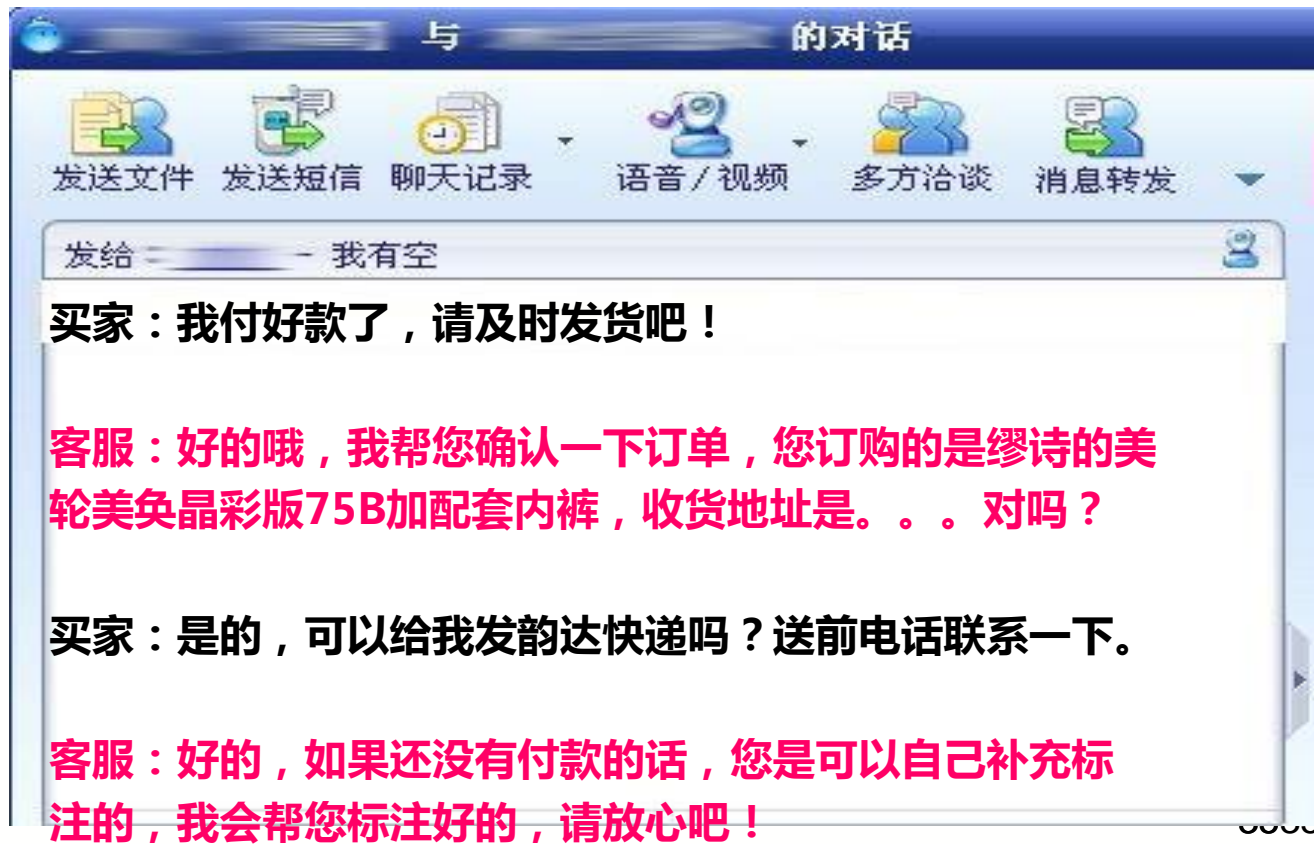 与 的对话
发送文件 发送短信 聊天记录 语音/视频 多方洽谈 消息转发
发给 - 我有空
买家：我付好款了，请及时发货吧！
客服：好的哦，我帮您确认一下订单，您订购的是缪诗的美
轮美奂晶彩版75B加配套内裤，收货地址是。。。对吗？
买家：是的，可以给我发韵达快递吗？送前电话联系一下。
客服：好的，如果还没有付款的话，您是可以自己补充标
注的，我会帮您标注好的，请放心吧！